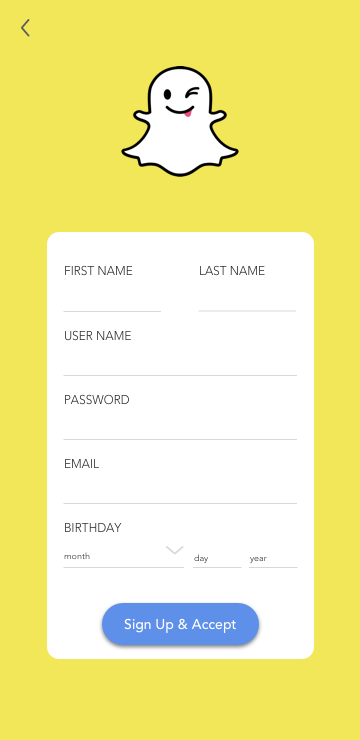 FIRST NAME LAST NAME
USER NAME
PASSWORD
EMAIL
BIRTHDAY
month day year
Sign Up & Accept